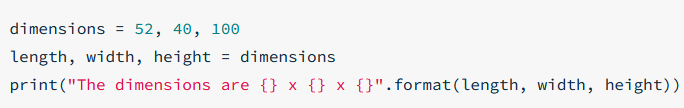 dimensions = 52, 40, 100
length, width, height = dimensions
print("The dimensions are {} x {} x {}".format(length, width, height))